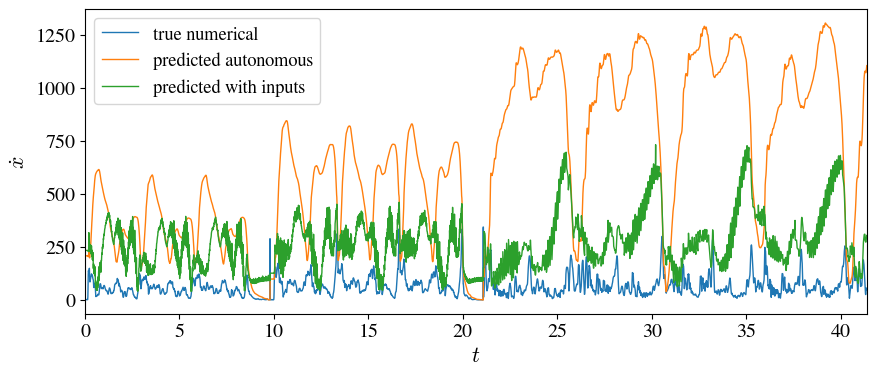 true numerical
predicted autonomous
predicted with inputs
1250
1000
750
500
250
0
ẋ
0 5 10 15 20 25 30 35 40
t